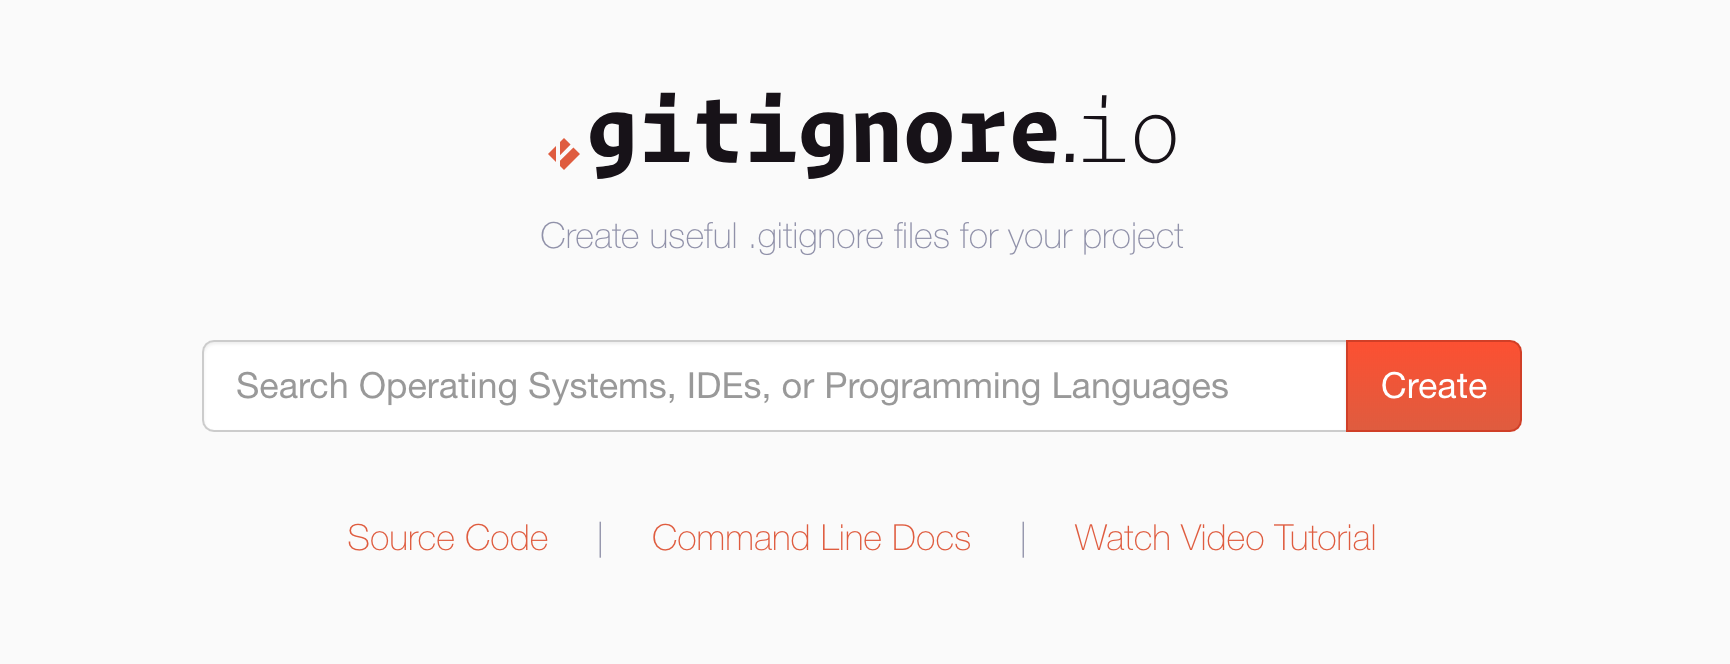 .gitignore.io
Create useful .gitignore files for your project
Search Operating Systems, IDEs, or Programming Languages
Create
Source Code | Command Line Docs | Watch Video Tutorial